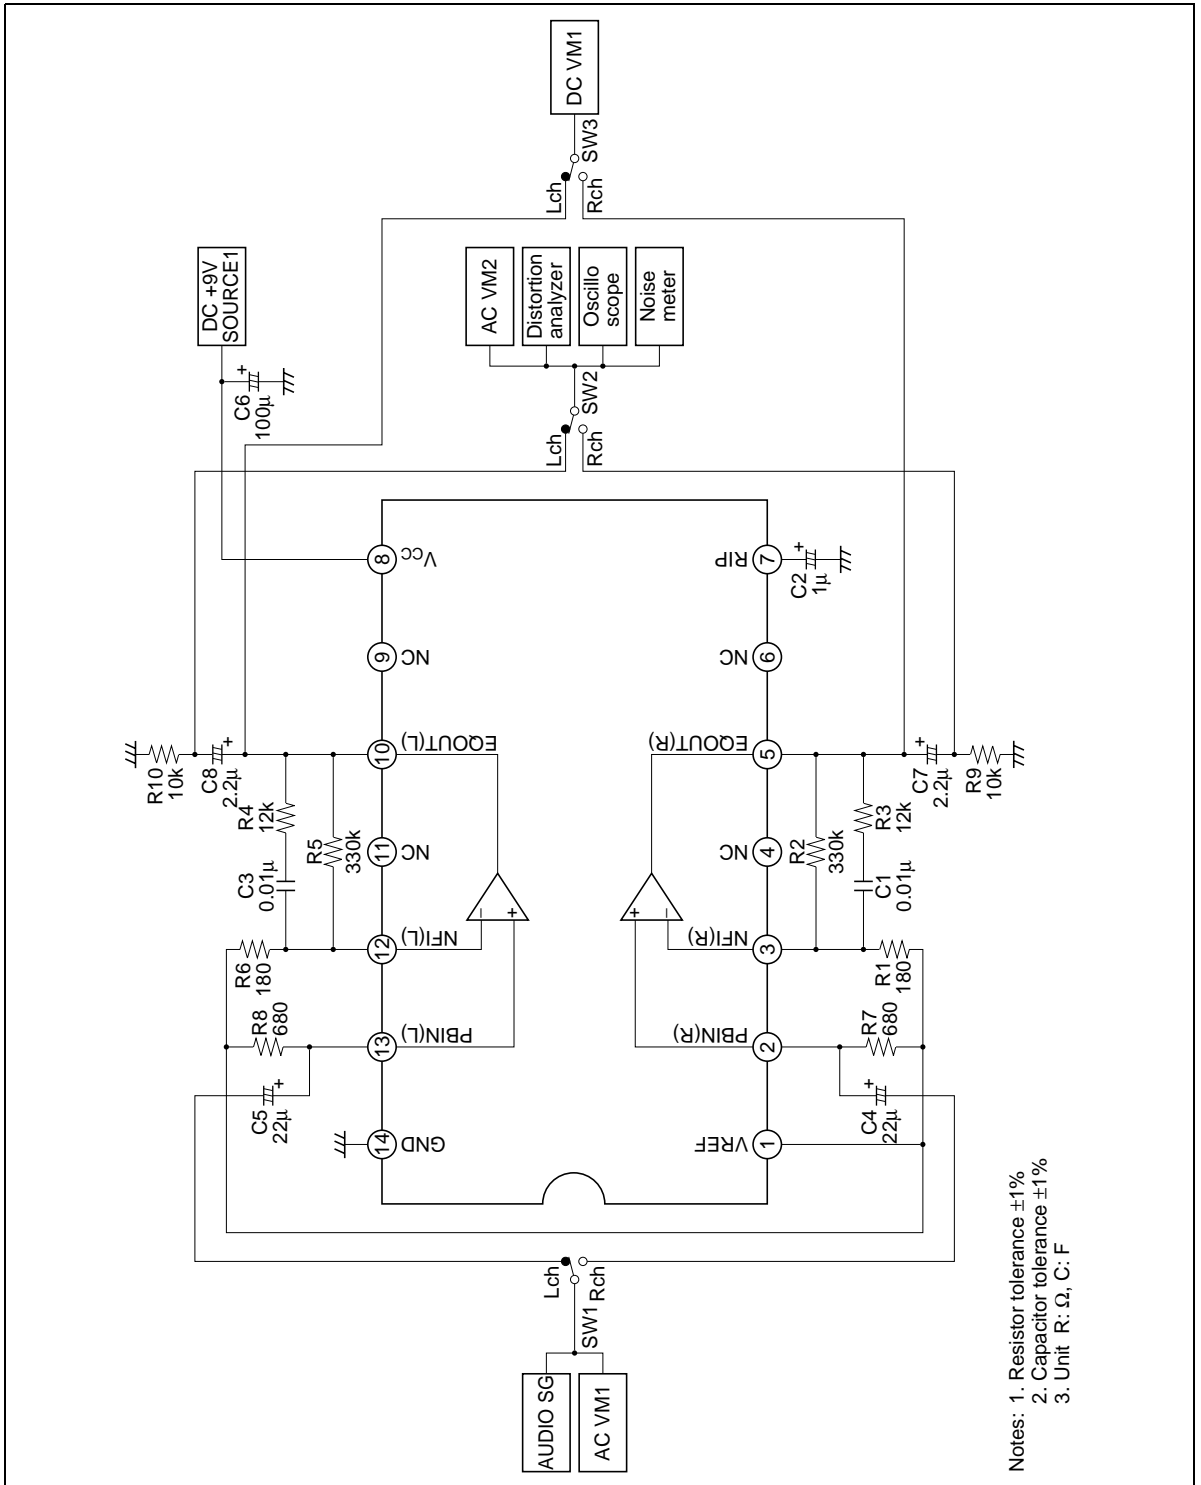 DC VM1
SW3
Lch
Rch
DC +9V
SOURCE1
AC VM2
Distortion
analyzer
Oscillo
scope
Noise
meter
SW2
Lch
Rch
+
C6
100µ
8
VCC
9
NC
10
EQOUT(L)
11
NC
12
NFI(L)
13
PBIN(L)
14
GND
7
RIP
6
NC
5
EQOUT(R)
4
NC
3
NFI(R)
2
PBIN(R)
1
VREF
+
C2
1µ
R10
10k
C8
2.2µ
+
R4
12k
C3
0.01µ
R5
330k
R6
180
R8
680
C5
22µ
+
−
+
+
−
R2
330k
R3
12k
C1
0.01µ
C7
2.2µ
+
R9
10k
R1
180
R7
680
C4
22µ
+
Lch
Rch
SW1
AUDIO SG
AC VM1
Notes: 1. Resistor tolerance ±1%
2. Capacitor tolerance ±1%
3. Unit R: Ω, C: F